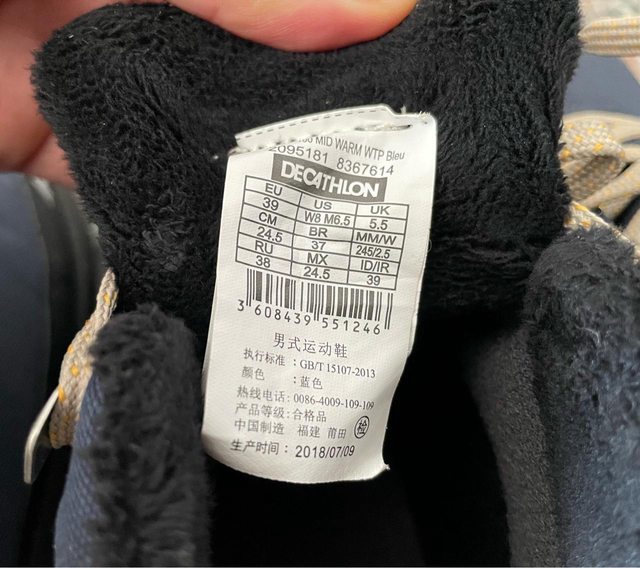 MID WARM WTP Bleu
2095181 8367614
DECATHLON
EU US UK
39 W8 M6.5 5.5
CM BR MM/W
24.5 37 245/2.5
RU MX ID/IR
38 24.5 39
3 608439 551246
男式运动鞋
执行标准：GB/T 15107-2013
颜色 ：蓝色
热线电话：0086-4009-109-109
产品等级：合格品
中国制造 福建 莆田 检
生产时间：2018/07/09